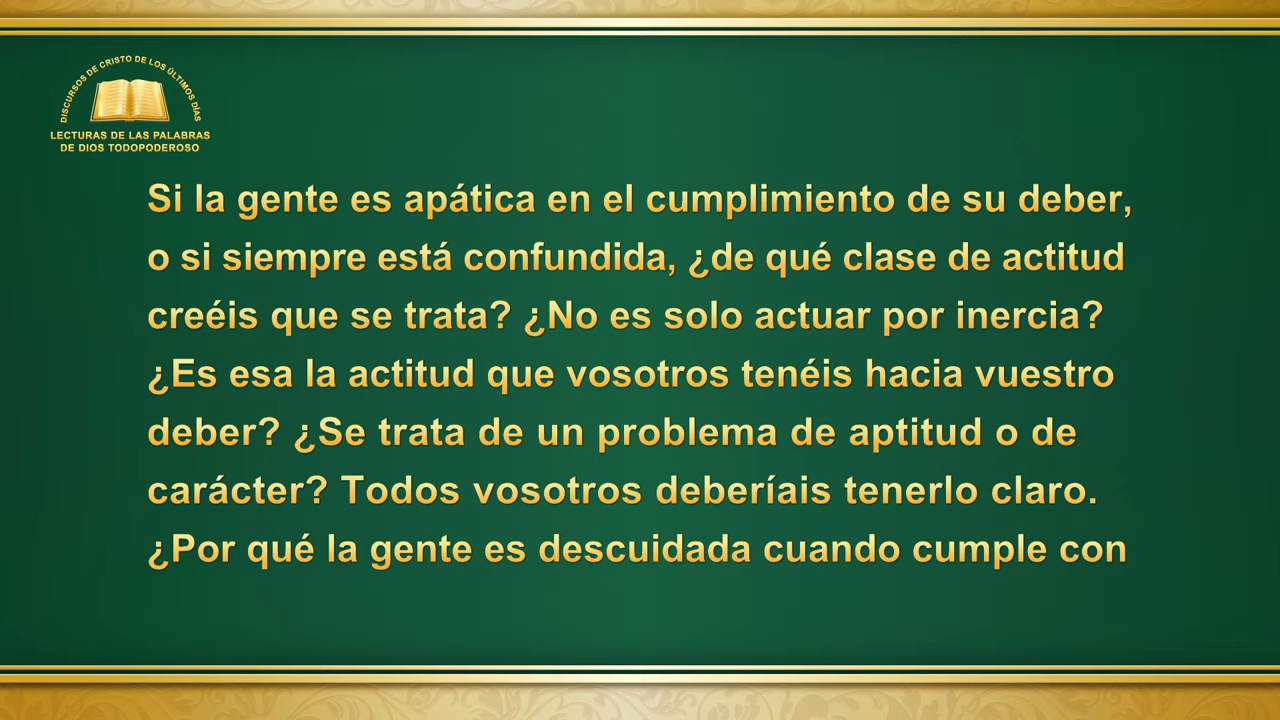 DISCURSOS DE CRISTO DE LOS ÚLTIMOS DÍAS
LECTURAS DE LAS PALABRAS
DE DIOS TODOPODEROSO
Si la gente es apática en el cumplimiento de su deber,
o si siempre está confundida, ¿de qué clase de actitud
creéis que se trata? ¿No es solo actuar por inercia?
¿Es esa la actitud que vosotros tenéis hacia vuestro
deber? ¿Se trata de un problema de aptitud o de
carácter? Todos vosotros deberíais tenerlo claro.
¿Por qué la gente es descuidada cuando cumple con